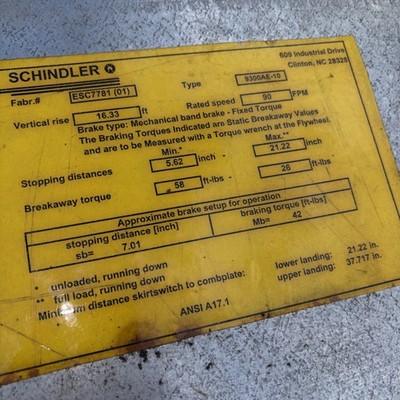 SCHINDLER
609 Industrial Drive
Clinton, NC 28328
Fabr.# ESC7781 (01) Type 9300AE-10
Vertical rise 16.33 ft Rated speed 90 FPM
Brake type: Mechanical band brake - Fixed Torque
The Braking Torques Indicated are Static Breakaway Values
and are to be Measured with a Torque wrench at the Flywheel.
Min.* Max.**
Stopping distances 5.62 inch 21.22 inch
Breakaway torque 58 ft-lbs 26 ft-lbs
Approximate brake setup for operation
stopping distance [inch] braking torque [ft-lbs]
sb= 7.01 Mb= 42
* unloaded, running down
** full load, running down
Minimum distance skirtswitch to combplate: lower landing: 21.22 in.
upper landing: 37.717 in.
ANSI A17.1